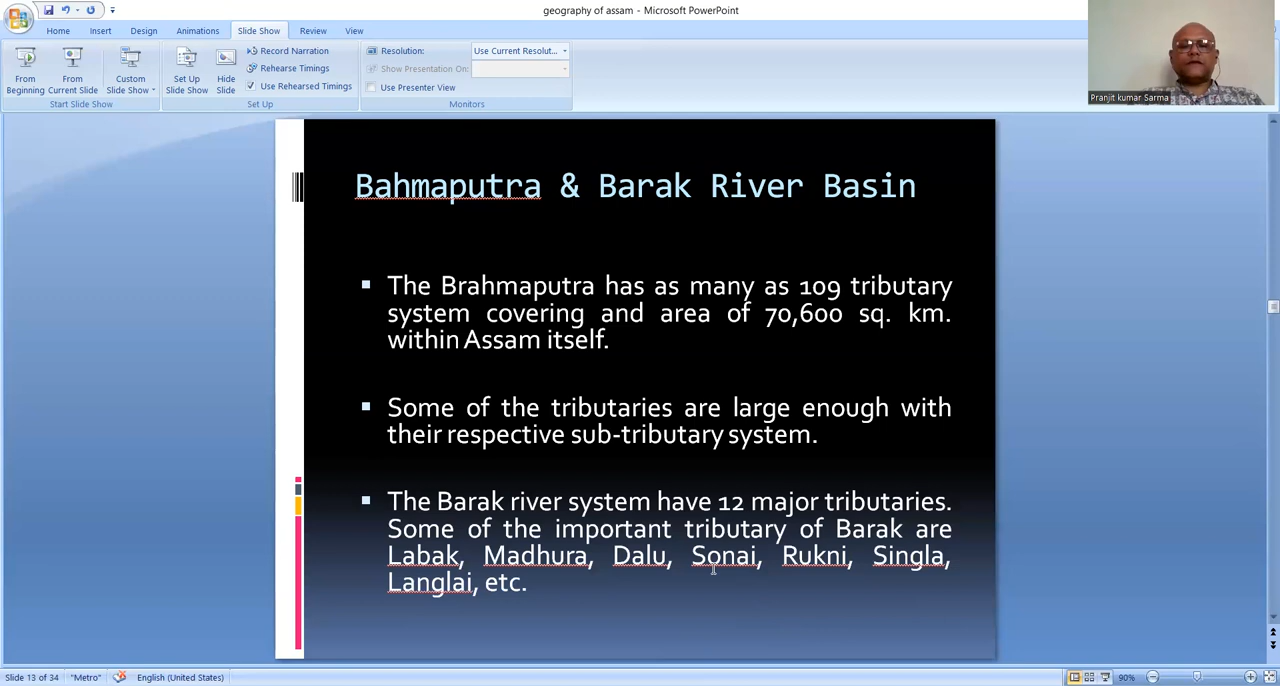 geography of assam - Microsoft PowerPoint
Home Insert Design Animations Slide Show Review View
From Beginning
From Current Slide
Custom Slide Show
Start Slide Show
Set Up Slide Show
Hide Slide
Record Narration
Rehearse Timings
Use Rehearsed Timings
Set Up
Resolution: Use Current Resolut...
Show Presentation On:
Use Presenter View
Monitors
Pranjit kumar Sarma
Bahmaputra & Barak River Basin
The Brahmaputra has as many as 109 tributary
system covering and area of 70,600 sq. km.
within Assam itself.
Some of the tributaries are large enough with
their respective sub-tributary system.
The Barak river system have 12 major tributaries.
Some of the important tributary of Barak are
Labak, Madhura, Dalu, Sonai, Rukni, Singla,
Langlai, etc.
Slide 13 of 34 "Metro" English (United States) 90%